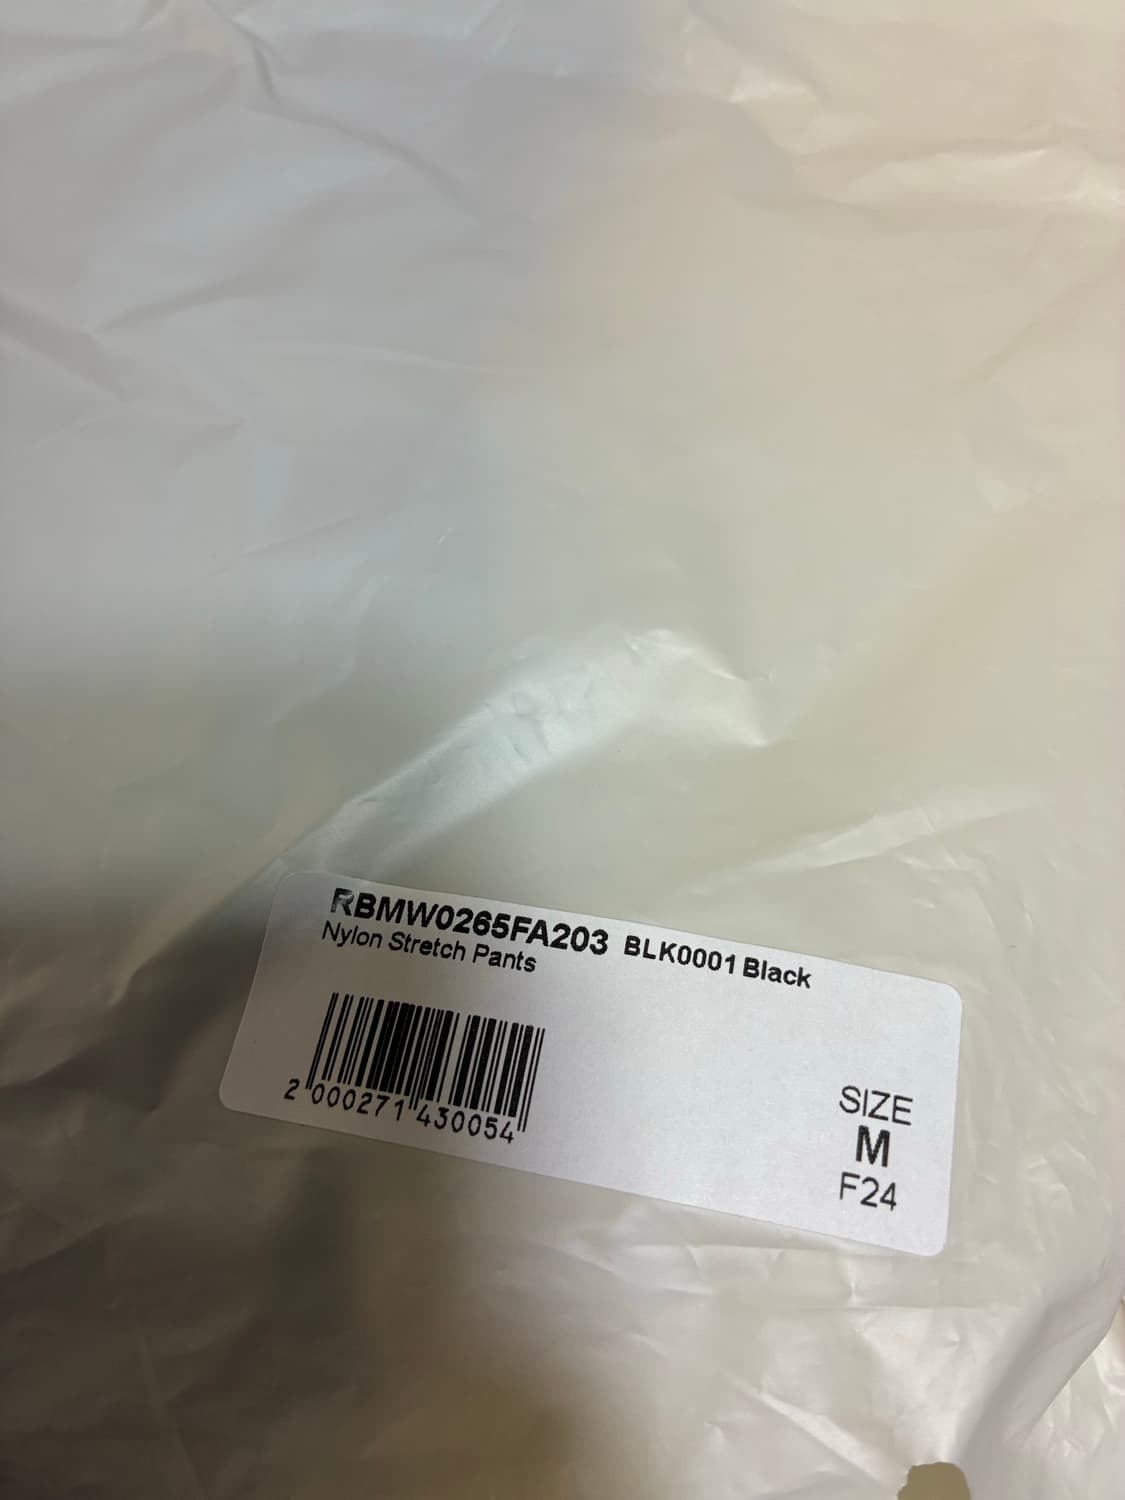 RBMW0265FA203 BLK0001 Black
Nylon Stretch Pants
2 000271 430054
SIZE
M
F24